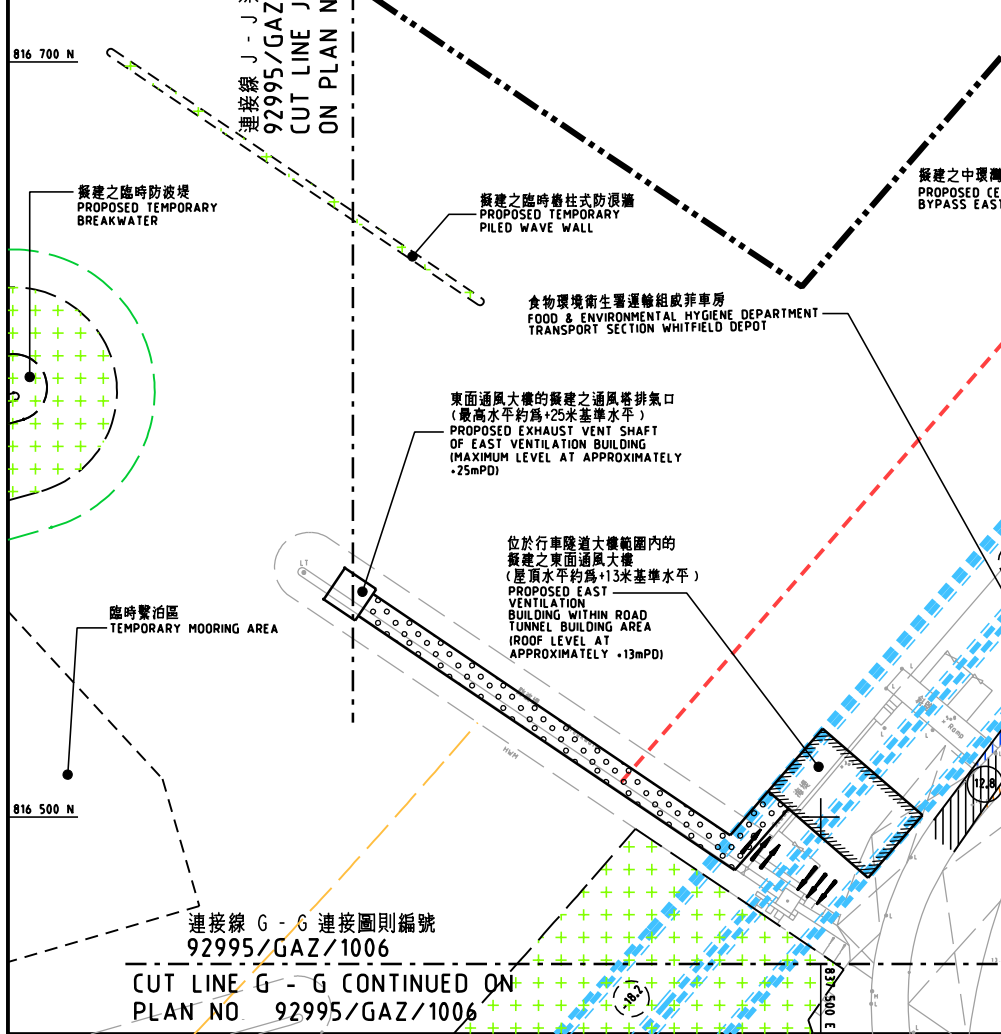 816 700 N
連接線 J - J
92995/GAZ
CUT LINE J
ON PLAN N
擬建之臨時防波堤
PROPOSED TEMPORARY
BREAKWATER
擬建之臨時樁柱式防浪牆
PROPOSED TEMPORARY
PILED WAVE WALL
擬建之中環灣
PROPOSED CE
BYPASS EAST
食物環境衛生署運輸組威菲車房
FOOD & ENVIRONMENTAL HYGIENE DEPARTMENT
TRANSPORT SECTION WHITFIELD DEPOT
東面通風大樓的擬建之通風塔排氣口
(最高水平約爲+25米基準水平)
PROPOSED EXHAUST VENT SHAFT
OF EAST VENTILATION BUILDING
(MAXIMUM LEVEL AT APPROXIMATELY
+25mPD)
位於行車隧道大樓範圍內的
擬建之東面通風大樓
(屋頂水平約爲+13米基準水平)
PROPOSED EAST
VENTILATION
BUILDING WITHIN ROAD
TUNNEL BUILDING AREA
(ROOF LEVEL AT
APPROXIMATELY +13mPD)
臨時繫泊區
TEMPORARY MOORING AREA
LT
HWM
Ramp
12.8
816 500 N
連接線 G - G 連接圖則編號
92995/GAZ/1006
CUT LINE G - G CONTINUED ON
PLAN NO. 92995/GAZ/1006
-18.2
837 500 E